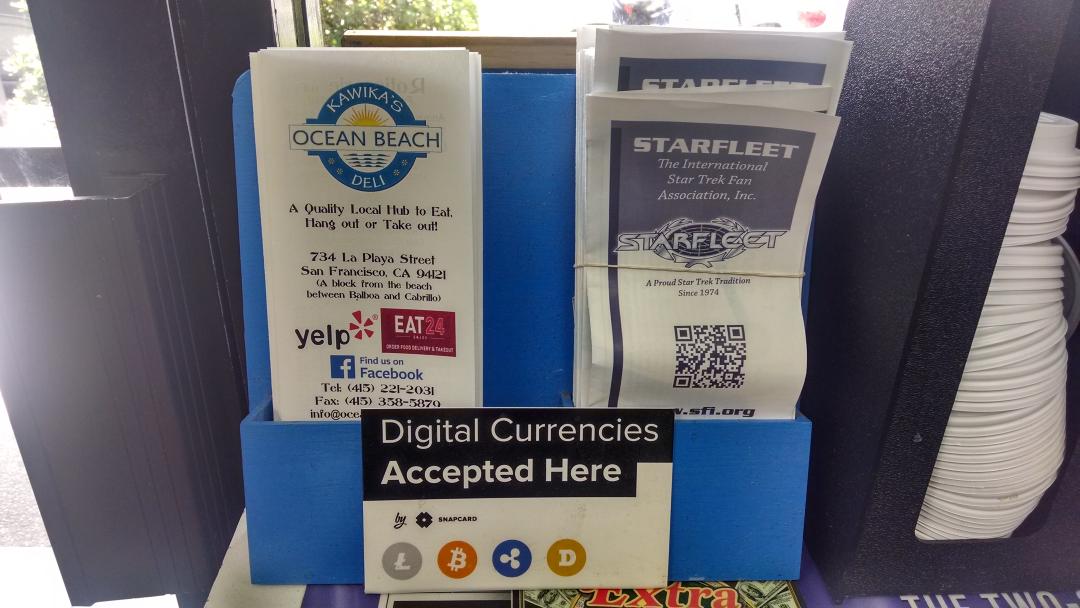 KAWIKA'S
OCEAN BEACH
DELI
A Quality Local Hub to Eat,
Hang out or Take out!
734 La Playa Street
San Francisco, CA 94121
(A block from the beach
between Balboa and Cabrillo)
yelp
EAT24
ORDER FOOD DELIVERY & TAKEOUT
Find us on
Facebook
Tel: (415) 221-2031
Fax: (415) 358-5879
STARFLEET
STARFLEET
The International
Star Trek Fan
Association, Inc.
STARFLEET
A Proud Star Trek Tradition
Since 1974
.sfi.org
Digital Currencies
Accepted Here
by SNAPCARD
Extra
THE TWO